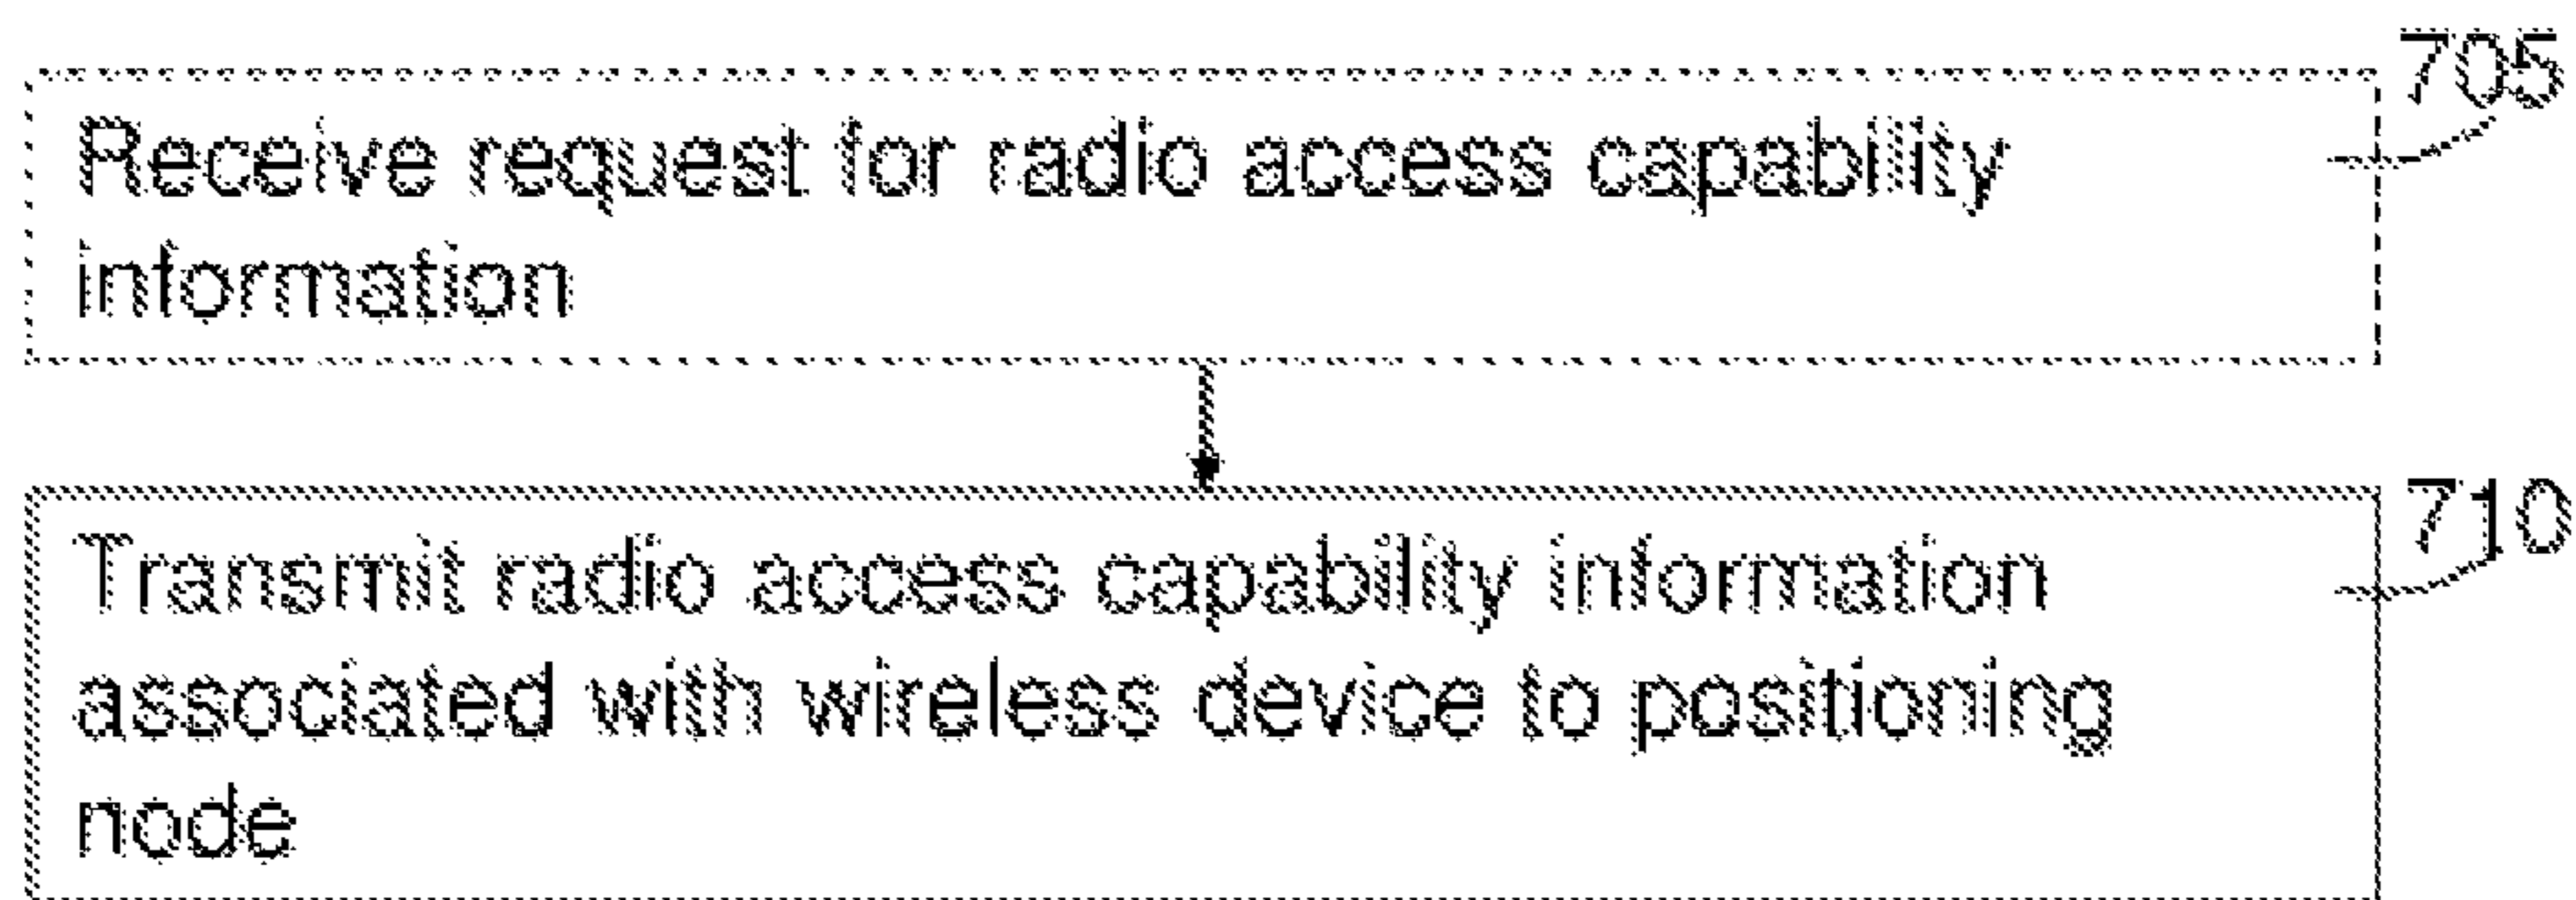 705
Receive request for radio access capability
information
710
Transmit radio access capability information
associated with wireless device to positioning
node